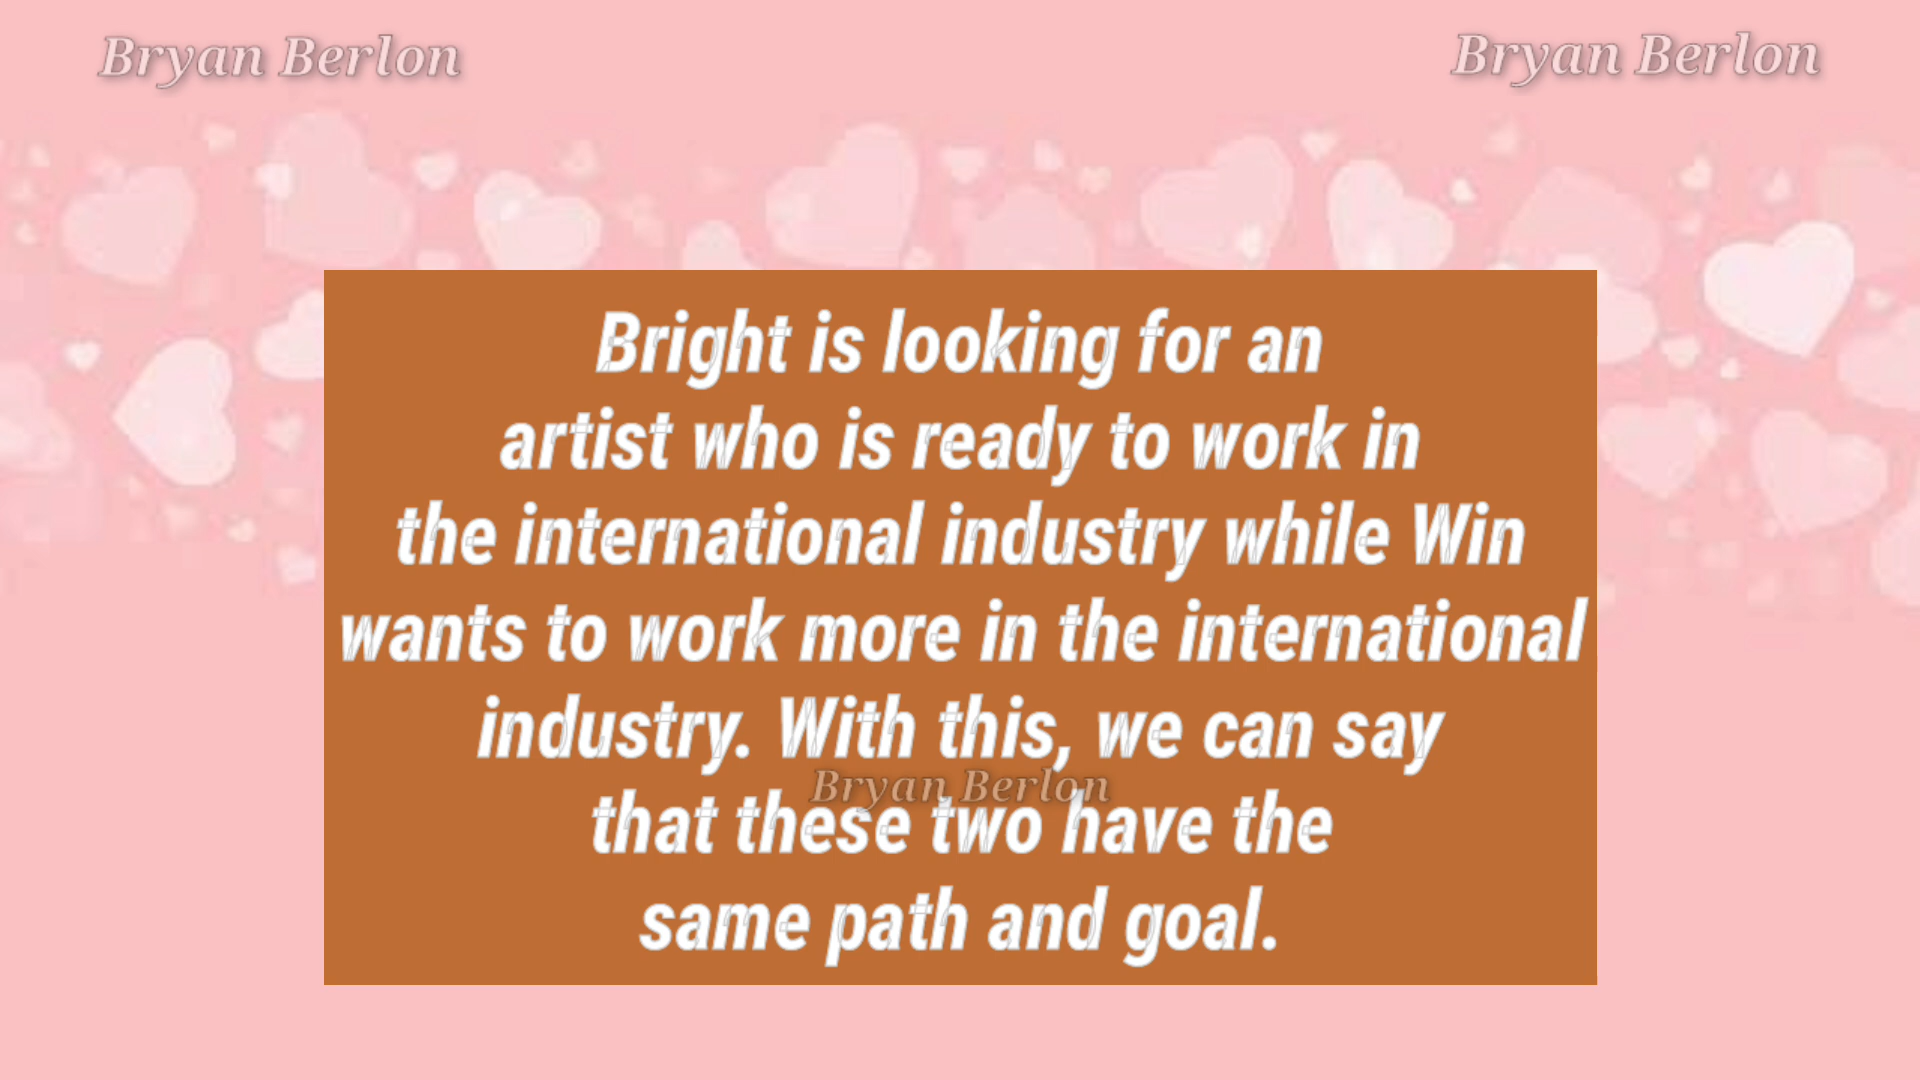 Bryan Berlon
Bryan Berlon
Bright is looking for an
artist who is ready to work in
the international industry while Win
wants to work more in the international
industry. With this, we can say
Bryan Berlon
that these two have the
same path and goal.